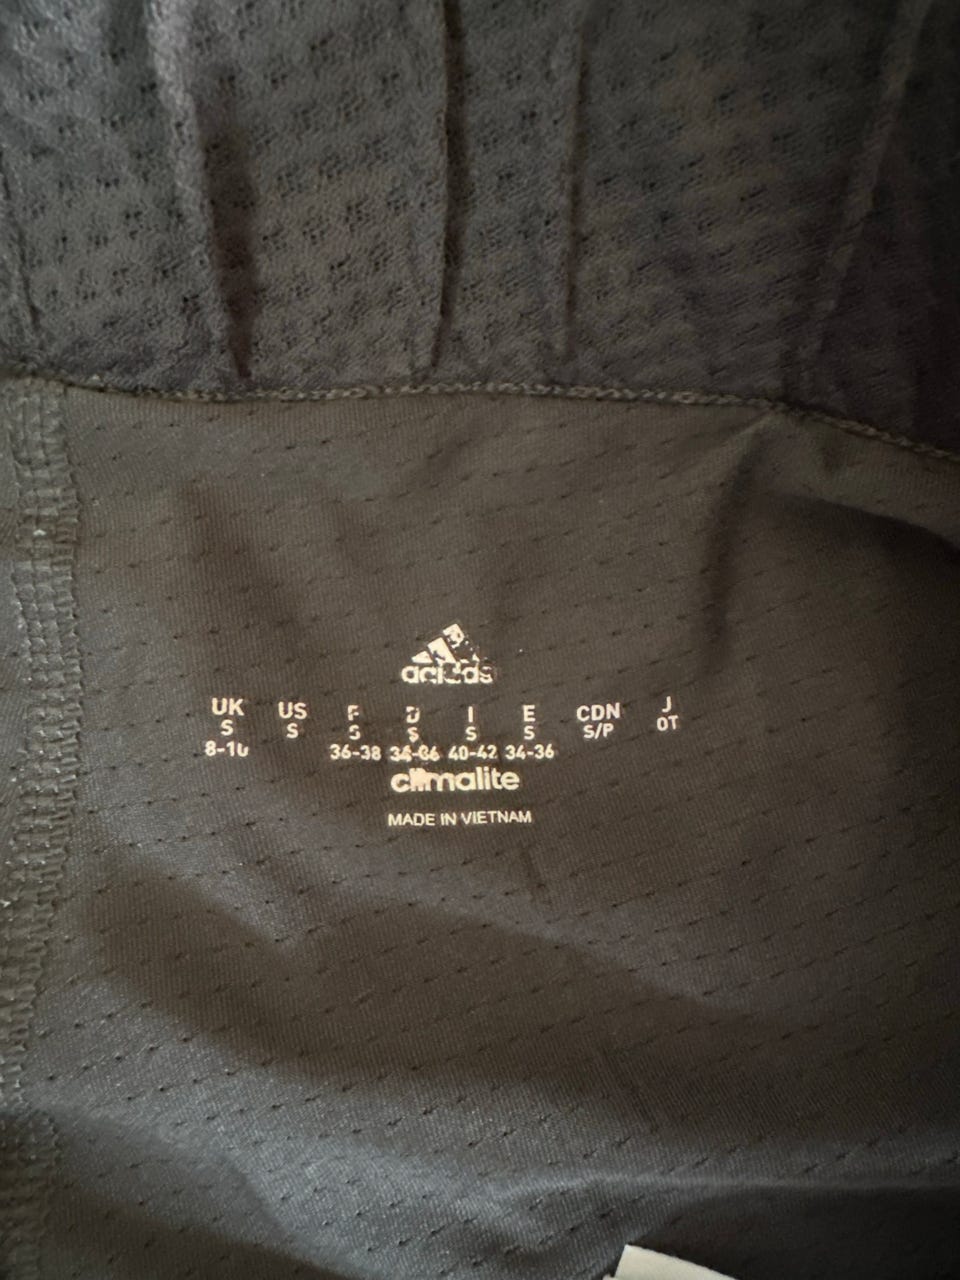 adidas
UK US F D I E CDN J
S S S S S S S/P OT
8-10 36-38 34-36 40-42 34-36
climalite
MADE IN VIETNAM